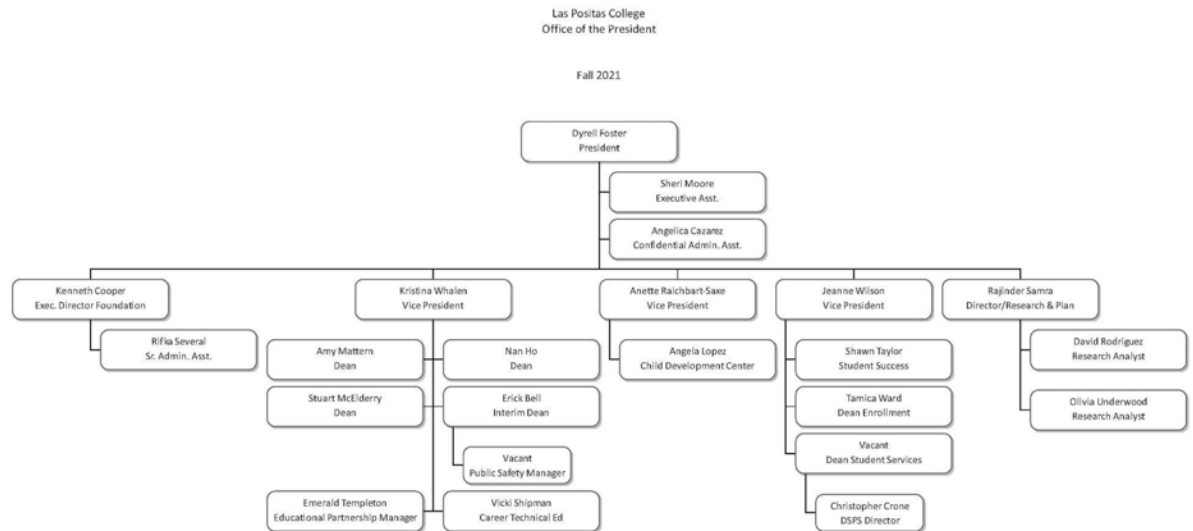 Las Positas College
Office of the President
Fall 2021
Dyrell Foster
President
Sheri Moore
Executive Asst.
Angelica Cazarez
Confidential Admin. Asst.
Kenneth Cooper
Exec. Director Foundation
Kristina Whalen
Vice President
Anette Raichbart-Saxe
Vice President
Jeanne Wilson
Vice President
Rajinder Samra
Director/Research & Plan
Rifka Several
Sr. Admin. Asst.
Amy Mattern
Dean
Nan Ho
Dean
Angela Lopez
Child Development Center
Shawn Taylor
Student Success
David Rodriguez
Research Analyst
Stuart McElderry
Dean
Erick Bell
Interim Dean
Tamica Ward
Dean Enrollment
Olivia Underwood
Research Analyst
Vacant
Public Safety Manager
Vacant
Dean Student Services
Emerald Templeton
Educational Partnership Manager
Vicki Shipman
Career Technical Ed
Christopher Crone
DSPS Director